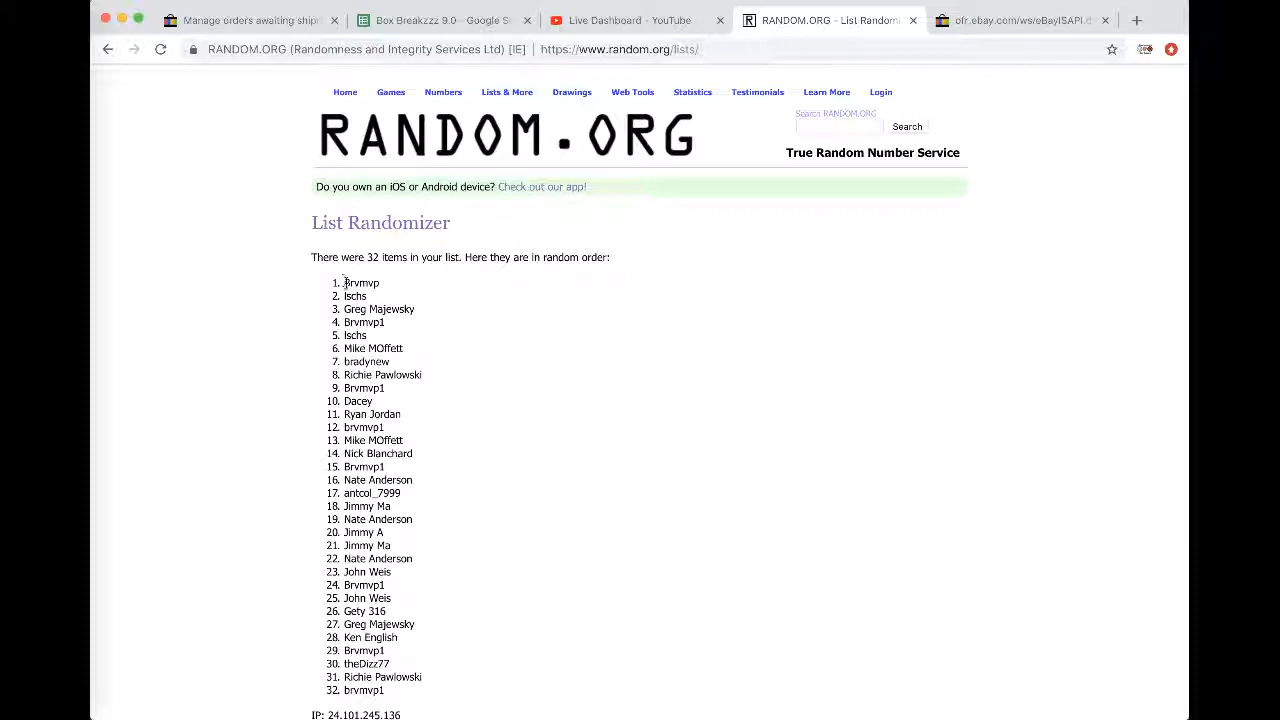 Manage orders awaiting shipm
Box Breakzzz 9.0 - Google S
Live Dashboard - YouTube
RANDOM.ORG - List Randomi
ofr.ebay.com/ws/eBayISAPI.d
RANDOM.ORG (Randomness and Integrity Services Ltd) [IE] | https://www.random.org/lists/
Home Games Numbers Lists & More Drawings Web Tools Statistics Testimonials Learn More Login
RANDOM.ORG
Search RANDOM.ORG
Search
True Random Number Service
Do you own an iOS or Android device? Check out our app!
List Randomizer
There were 32 items in your list. Here they are in random order:
1. Brvmvp
2. lschs
3. Greg Majewsky
4. Brvmvp1
5. lschs
6. Mike MOffett
7. bradynew
8. Richie Pawlowski
9. Brvmvp1
10. Dacey
11. Ryan Jordan
12. brvmvp1
13. Mike MOffett
14. Nick Blanchard
15. Brvmvp1
16. Nate Anderson
17. antcol_7999
18. Jimmy Ma
19. Nate Anderson
20. Jimmy A
21. Jimmy Ma
22. Nate Anderson
23. John Weis
24. Brvmvp1
25. John Weis
26. Gety 316
27. Greg Majewsky
28. Ken English
29. Brvmvp1
30. theDizz77
31. Richie Pawlowski
32. brvmvp1
IP: 24.101.245.136